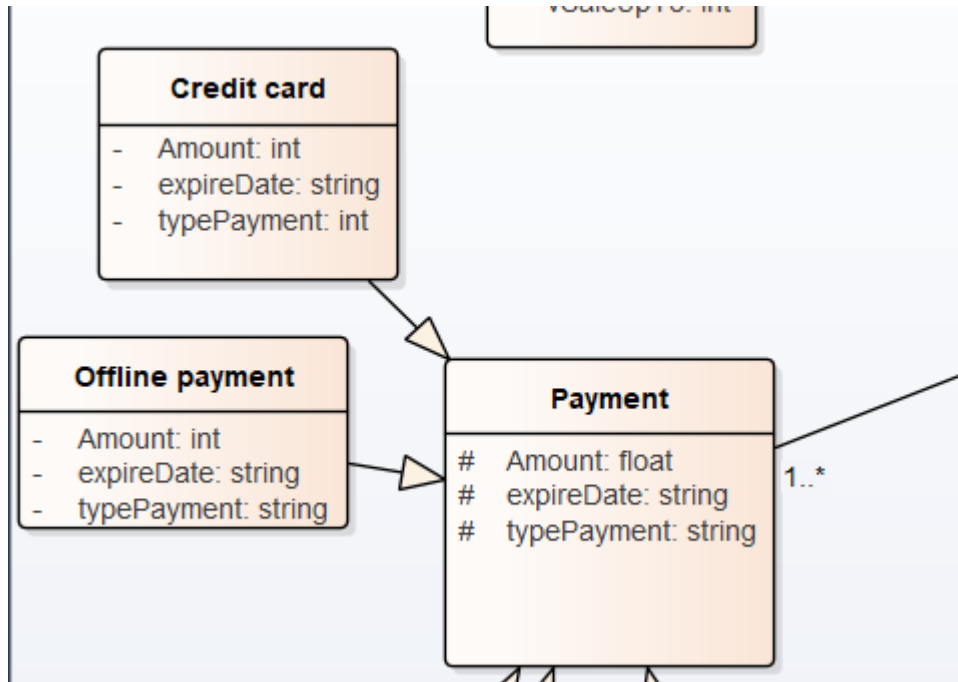 Credit card
- Amount: int
- expireDate: string
- typePayment: int
Offline payment
- Amount: int
- expireDate: string
- typePayment: string
Payment
# Amount: float
# expireDate: string
# typePayment: string
1..*